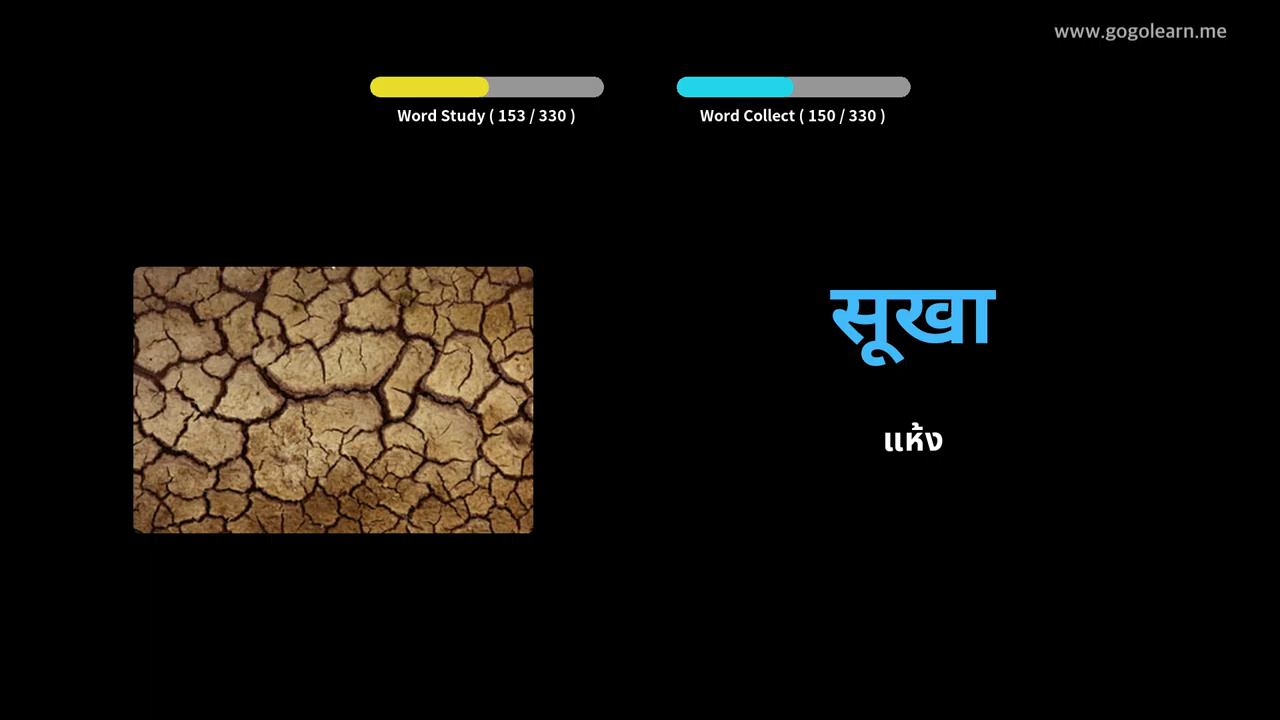 www.gogolearn.me
Word Study ( 153 / 330 )
Word Collect ( 150 / 330 )
सूखा
แห้ง